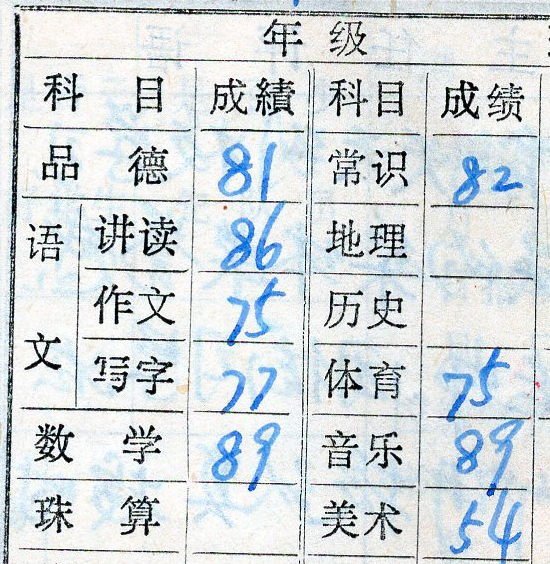 年级
科目 成績 科目 成绩
品德 81 常识 82
语文 讲读 86 地理
作文 75 历史
写字 77 体育 75
数学 89 音乐 89
珠算 美术 54